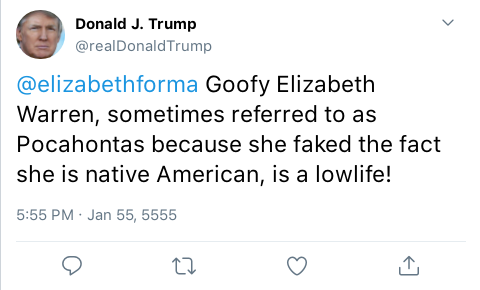 Donald J. Trump
@realDonaldTrump
@elizabethforma Goofy Elizabeth
Warren, sometimes referred to as
Pocahontas because she faked the fact
she is native American, is a lowlife!
5:55 PM · Jan 55, 5555